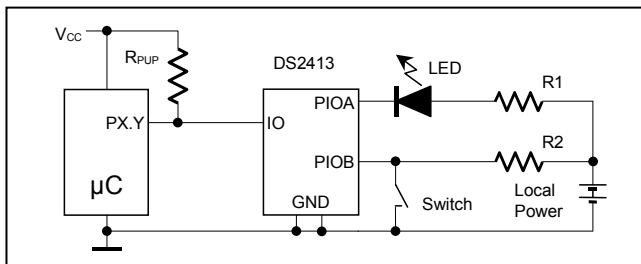 VCC
RPUP
DS2413
LED
R1
PIOA
PX.Y
IO
R2
PIOB
µC
GND
Switch
Local
Power